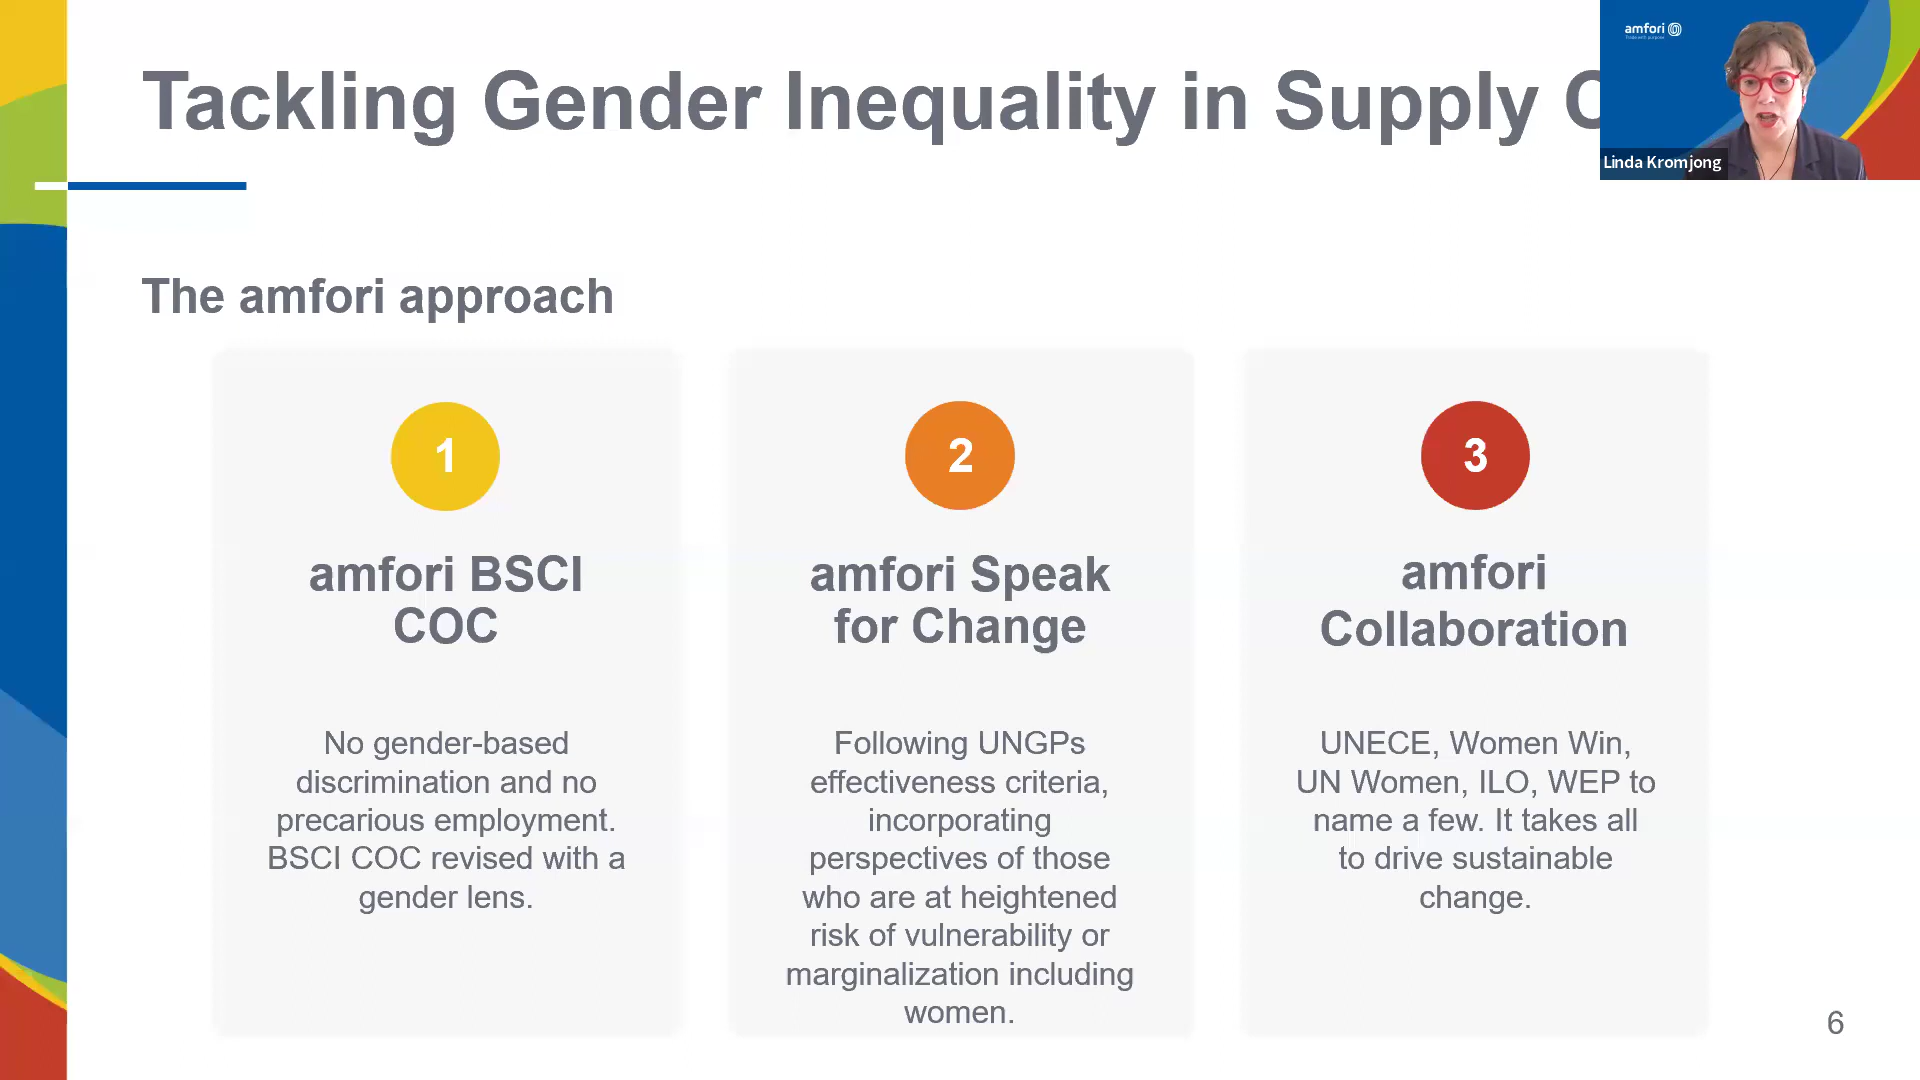 Tackling Gender Inequality in Supply
amfori
Linda Kromjong
The amfori approach
1
amfori BSCI
COC
No gender-based
discrimination and no
precarious employment.
BSCI COC revised with a
gender lens.
2
amfori Speak
for Change
Following UNGPs
effectiveness criteria,
incorporating
perspectives of those
who are at heightened
risk of vulnerability or
marginalization including
women.
3
amfori
Collaboration
UNECE, Women Win,
UN Women, ILO, WEP to
name a few. It takes all
to drive sustainable
change.
6